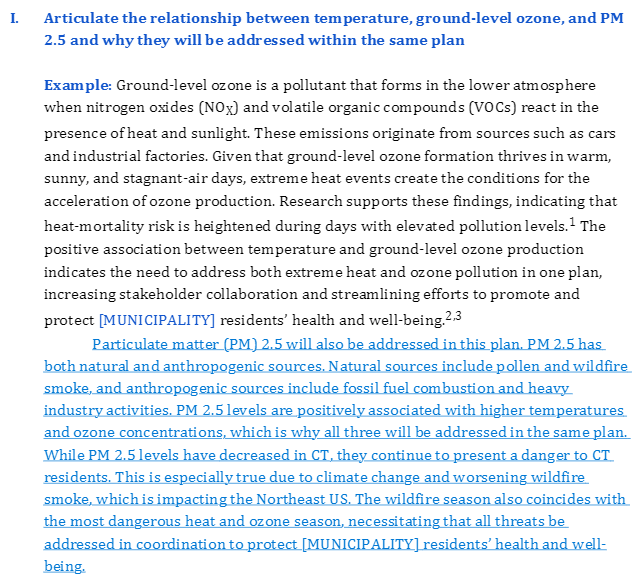 I. Articulate the relationship between temperature, ground-level ozone, and PM
2.5 and why they will be addressed within the same plan
Example: Ground-level ozone is a pollutant that forms in the lower atmosphere
when nitrogen oxides (NOχ) and volatile organic compounds (VOCs) react in the
presence of heat and sunlight. These emissions originate from sources such as cars
and industrial factories. Given that ground-level ozone formation thrives in warm,
sunny, and stagnant-air days, extreme heat events create the conditions for the
acceleration of ozone production. Research supports these findings, indicating that
heat-mortality risk is heightened during days with elevated pollution levels.¹ The
positive association between temperature and ground-level ozone production
indicates the need to address both extreme heat and ozone pollution in one plan,
increasing stakeholder collaboration and streamlining efforts to promote and
protect [MUNICIPALITY] residents’ health and well-being.²,³
Particulate matter (PM) 2.5 will also be addressed in this plan. PM 2.5 has
both natural and anthropogenic sources. Natural sources include pollen and wildfire
smoke, and anthropogenic sources include fossil fuel combustion and heavy
industry activities. PM 2.5 levels are positively associated with higher temperatures
and ozone concentrations, which is why all three will be addressed in the same plan.
While PM 2.5 levels have decreased in CT, they continue to present a danger to CT
residents. This is especially true due to climate change and worsening wildfire
smoke, which is impacting the Northeast US. The wildfire season also coincides with
the most dangerous heat and ozone season, necessitating that all threats be
addressed in coordination to protect [MUNICIPALITY] residents’ health and well-
being.